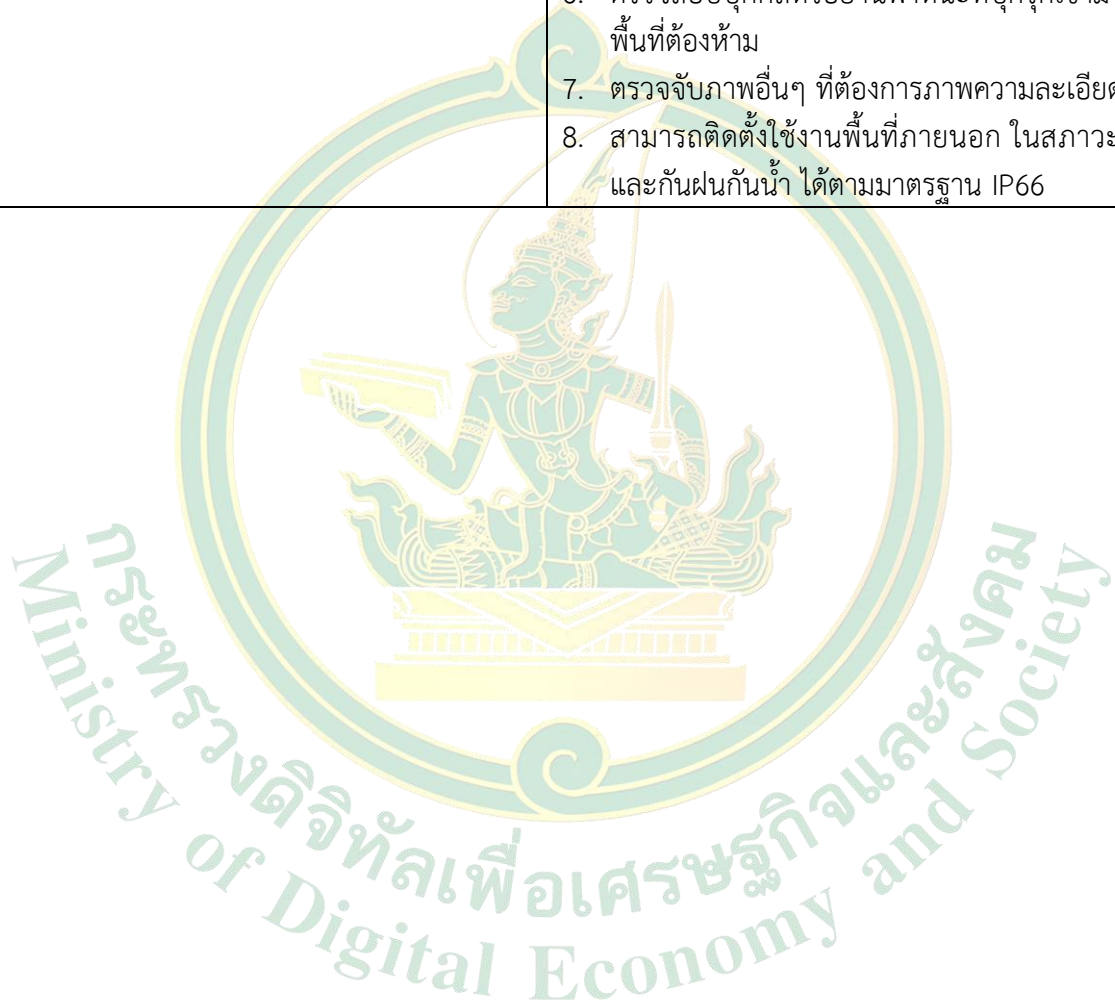 พื้นที่ต้องห้าม
7. ตรวจจับภาพอื่นๆ ที่ต้องการภาพความละเอียด
8. สามารถติดตั้งใช้งานพื้นที่ภายนอก ในสภาวะ
และกันฝนกันน้ำ ได้ตามมาตรฐาน IP66
กระทรวงดิจิทัลเพื่อเศรษฐกิจและสังคม
Ministry of Digital Economy and Society